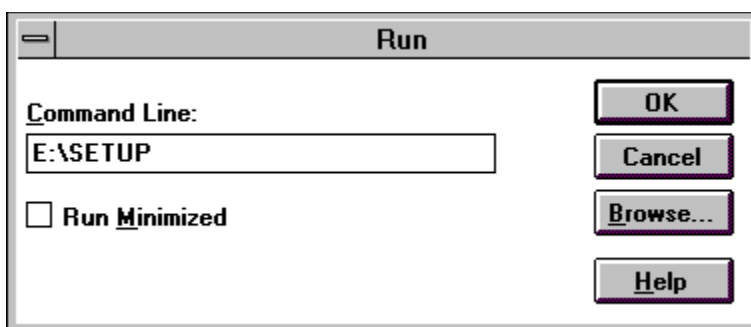 Run
Command Line:
E:\SETUP
Run Minimized
OK
Cancel
Browse...
Help